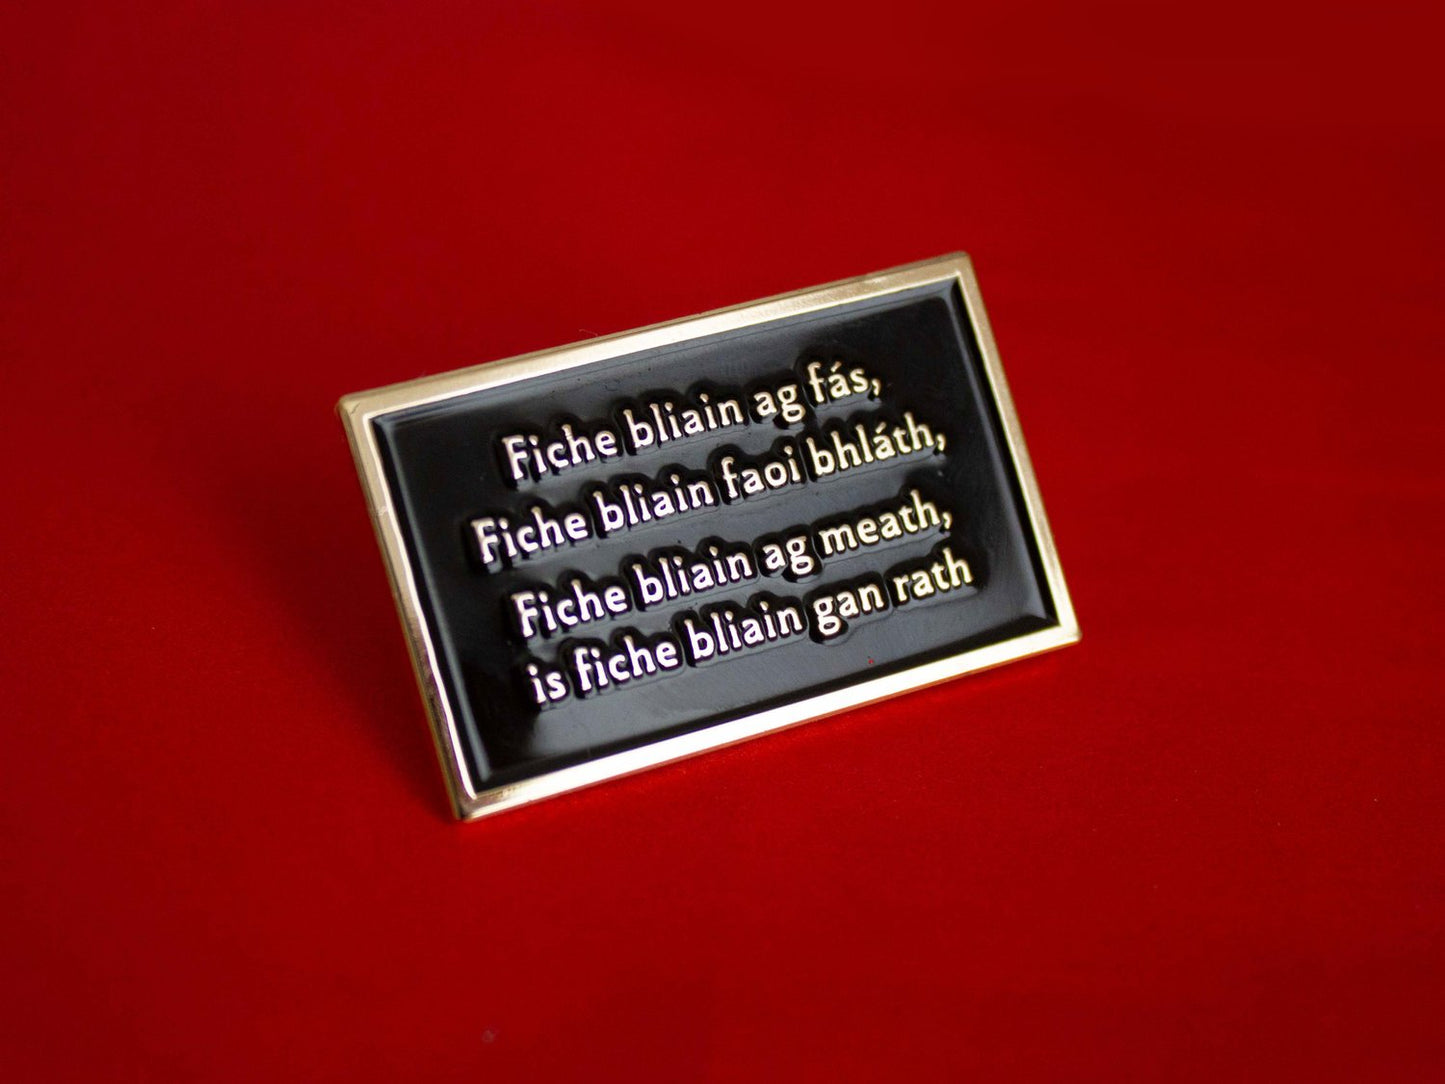 Fiche bliain ag fás,
Fiche bliain faoi bhláth,
Fiche bliain ag meath,
is fiche bliain gan rath